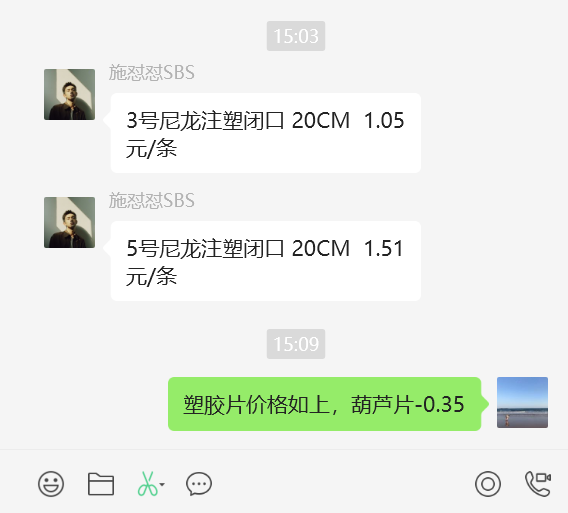 15:03
施怼怼SBS
3号尼龙注塑闭口 20CM  1.05
元/条
施怼怼SBS
5号尼龙注塑闭口 20CM  1.51
元/条
15:09
塑胶片价格如上，葫芦片-0.35